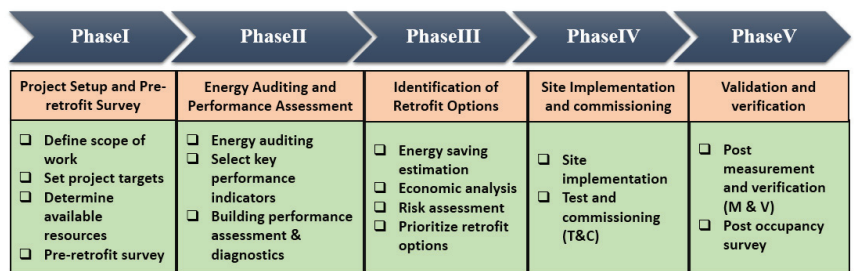 PhaseI
PhaseII
PhaseIII
PhaseIV
PhaseV
Project Setup and Pre-
retrofit Survey
❑ Define scope of
work
❑ Set project targets
❑ Determine
available
resources
❑ Pre-retrofit survey
Energy Auditing and
Performance Assessment
❑ Energy auditing
❑ Select key
performance
indicators
❑ Building performance
assessment &
diagnostics
Identification of
Retrofit Options
❑ Energy saving
estimation
❑ Economic analysis
❑ Risk assessment
❑ Prioritize retrofit
options
Site Implementation
and commissioning
❑ Site
implementation
❑ Test and
commissioning
(T&C)
Validation and
verification
❑ Post
measurement
and verification
(M & V)
❑ Post occupancy
survey